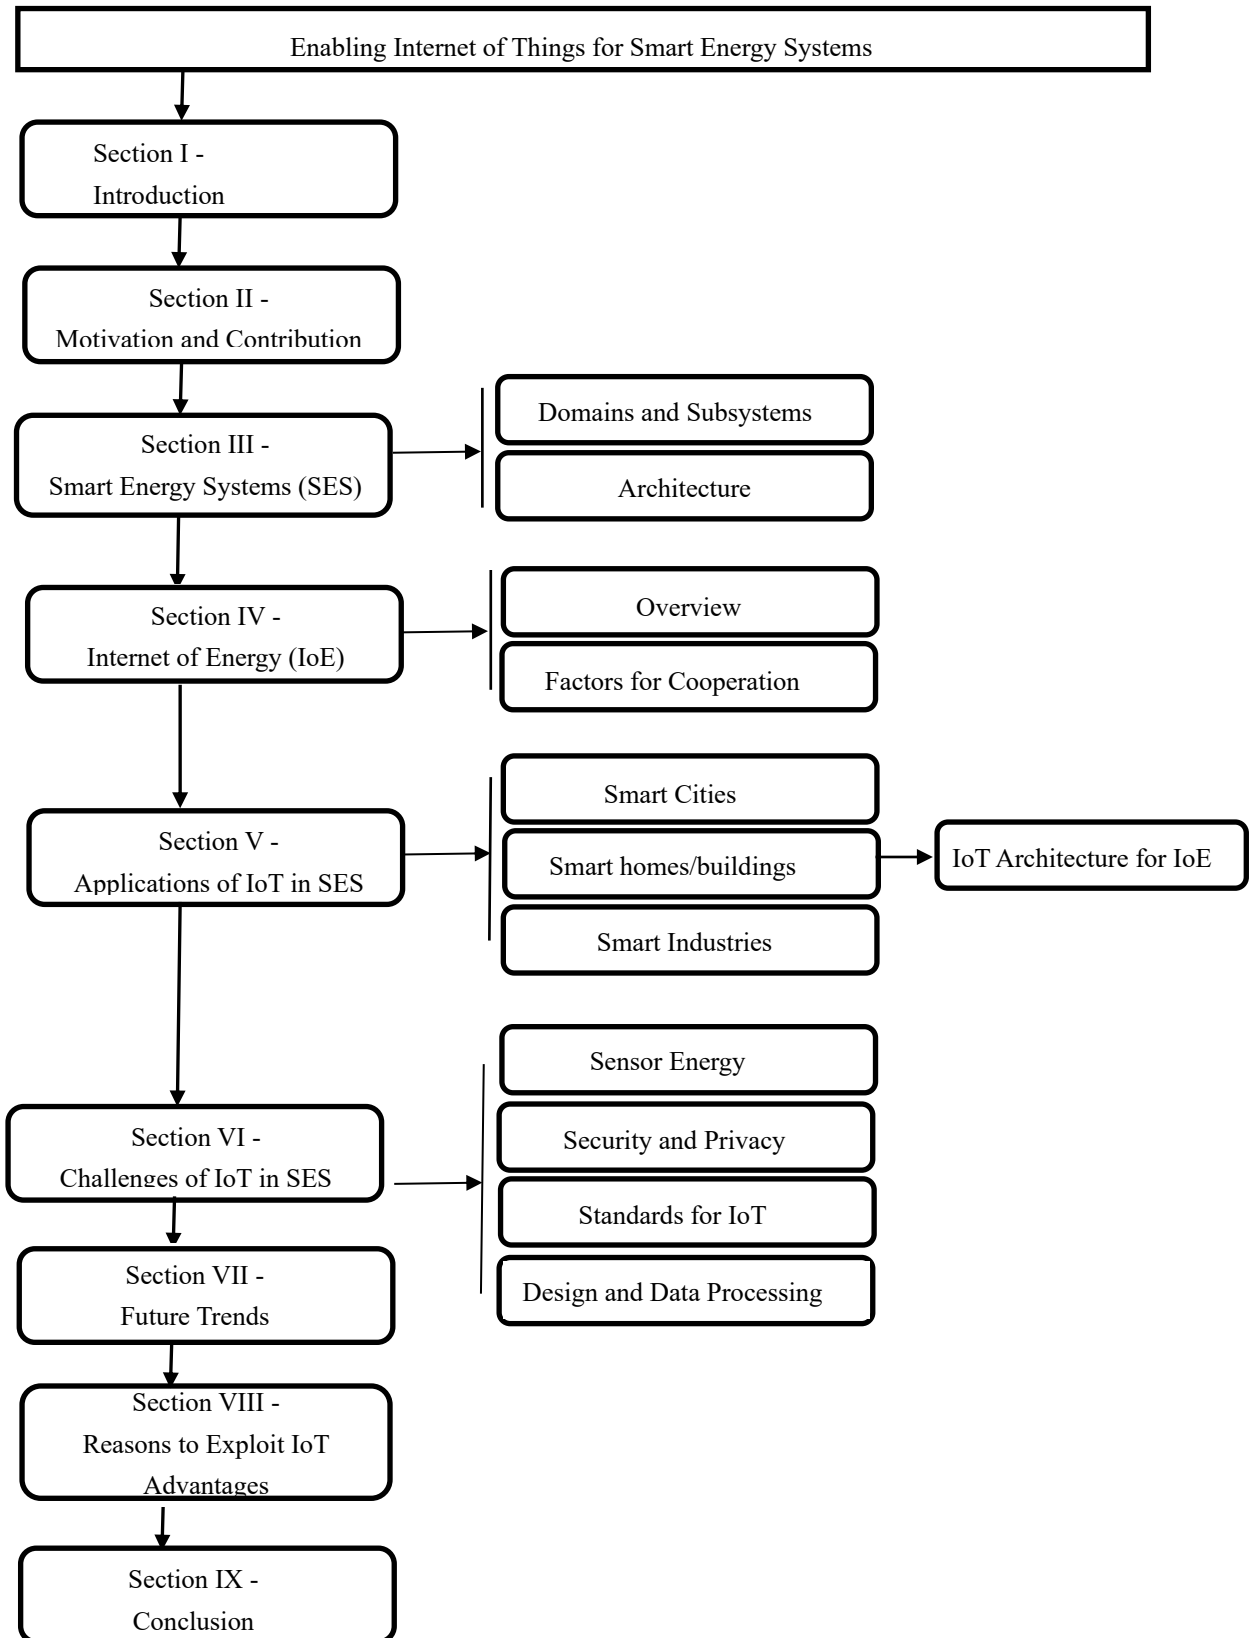 Enabling Internet of Things for Smart Energy Systems
Section I -
Introduction
Section II -
Motivation and Contribution
Section III -
Smart Energy Systems (SES)
Domains and Subsystems
Architecture
Section IV -
Internet of Energy (IoE)
Overview
Factors for Cooperation
Section V -
Applications of IoT in SES
Smart Cities
Smart homes/buildings
Smart Industries
IoT Architecture for IoE
Section VI -
Challenges of IoT in SES
Sensor Energy
Security and Privacy
Standards for IoT
Design and Data Processing
Section VII -
Future Trends
Section VIII -
Reasons to Exploit IoT
Advantages
Section IX -
Conclusion